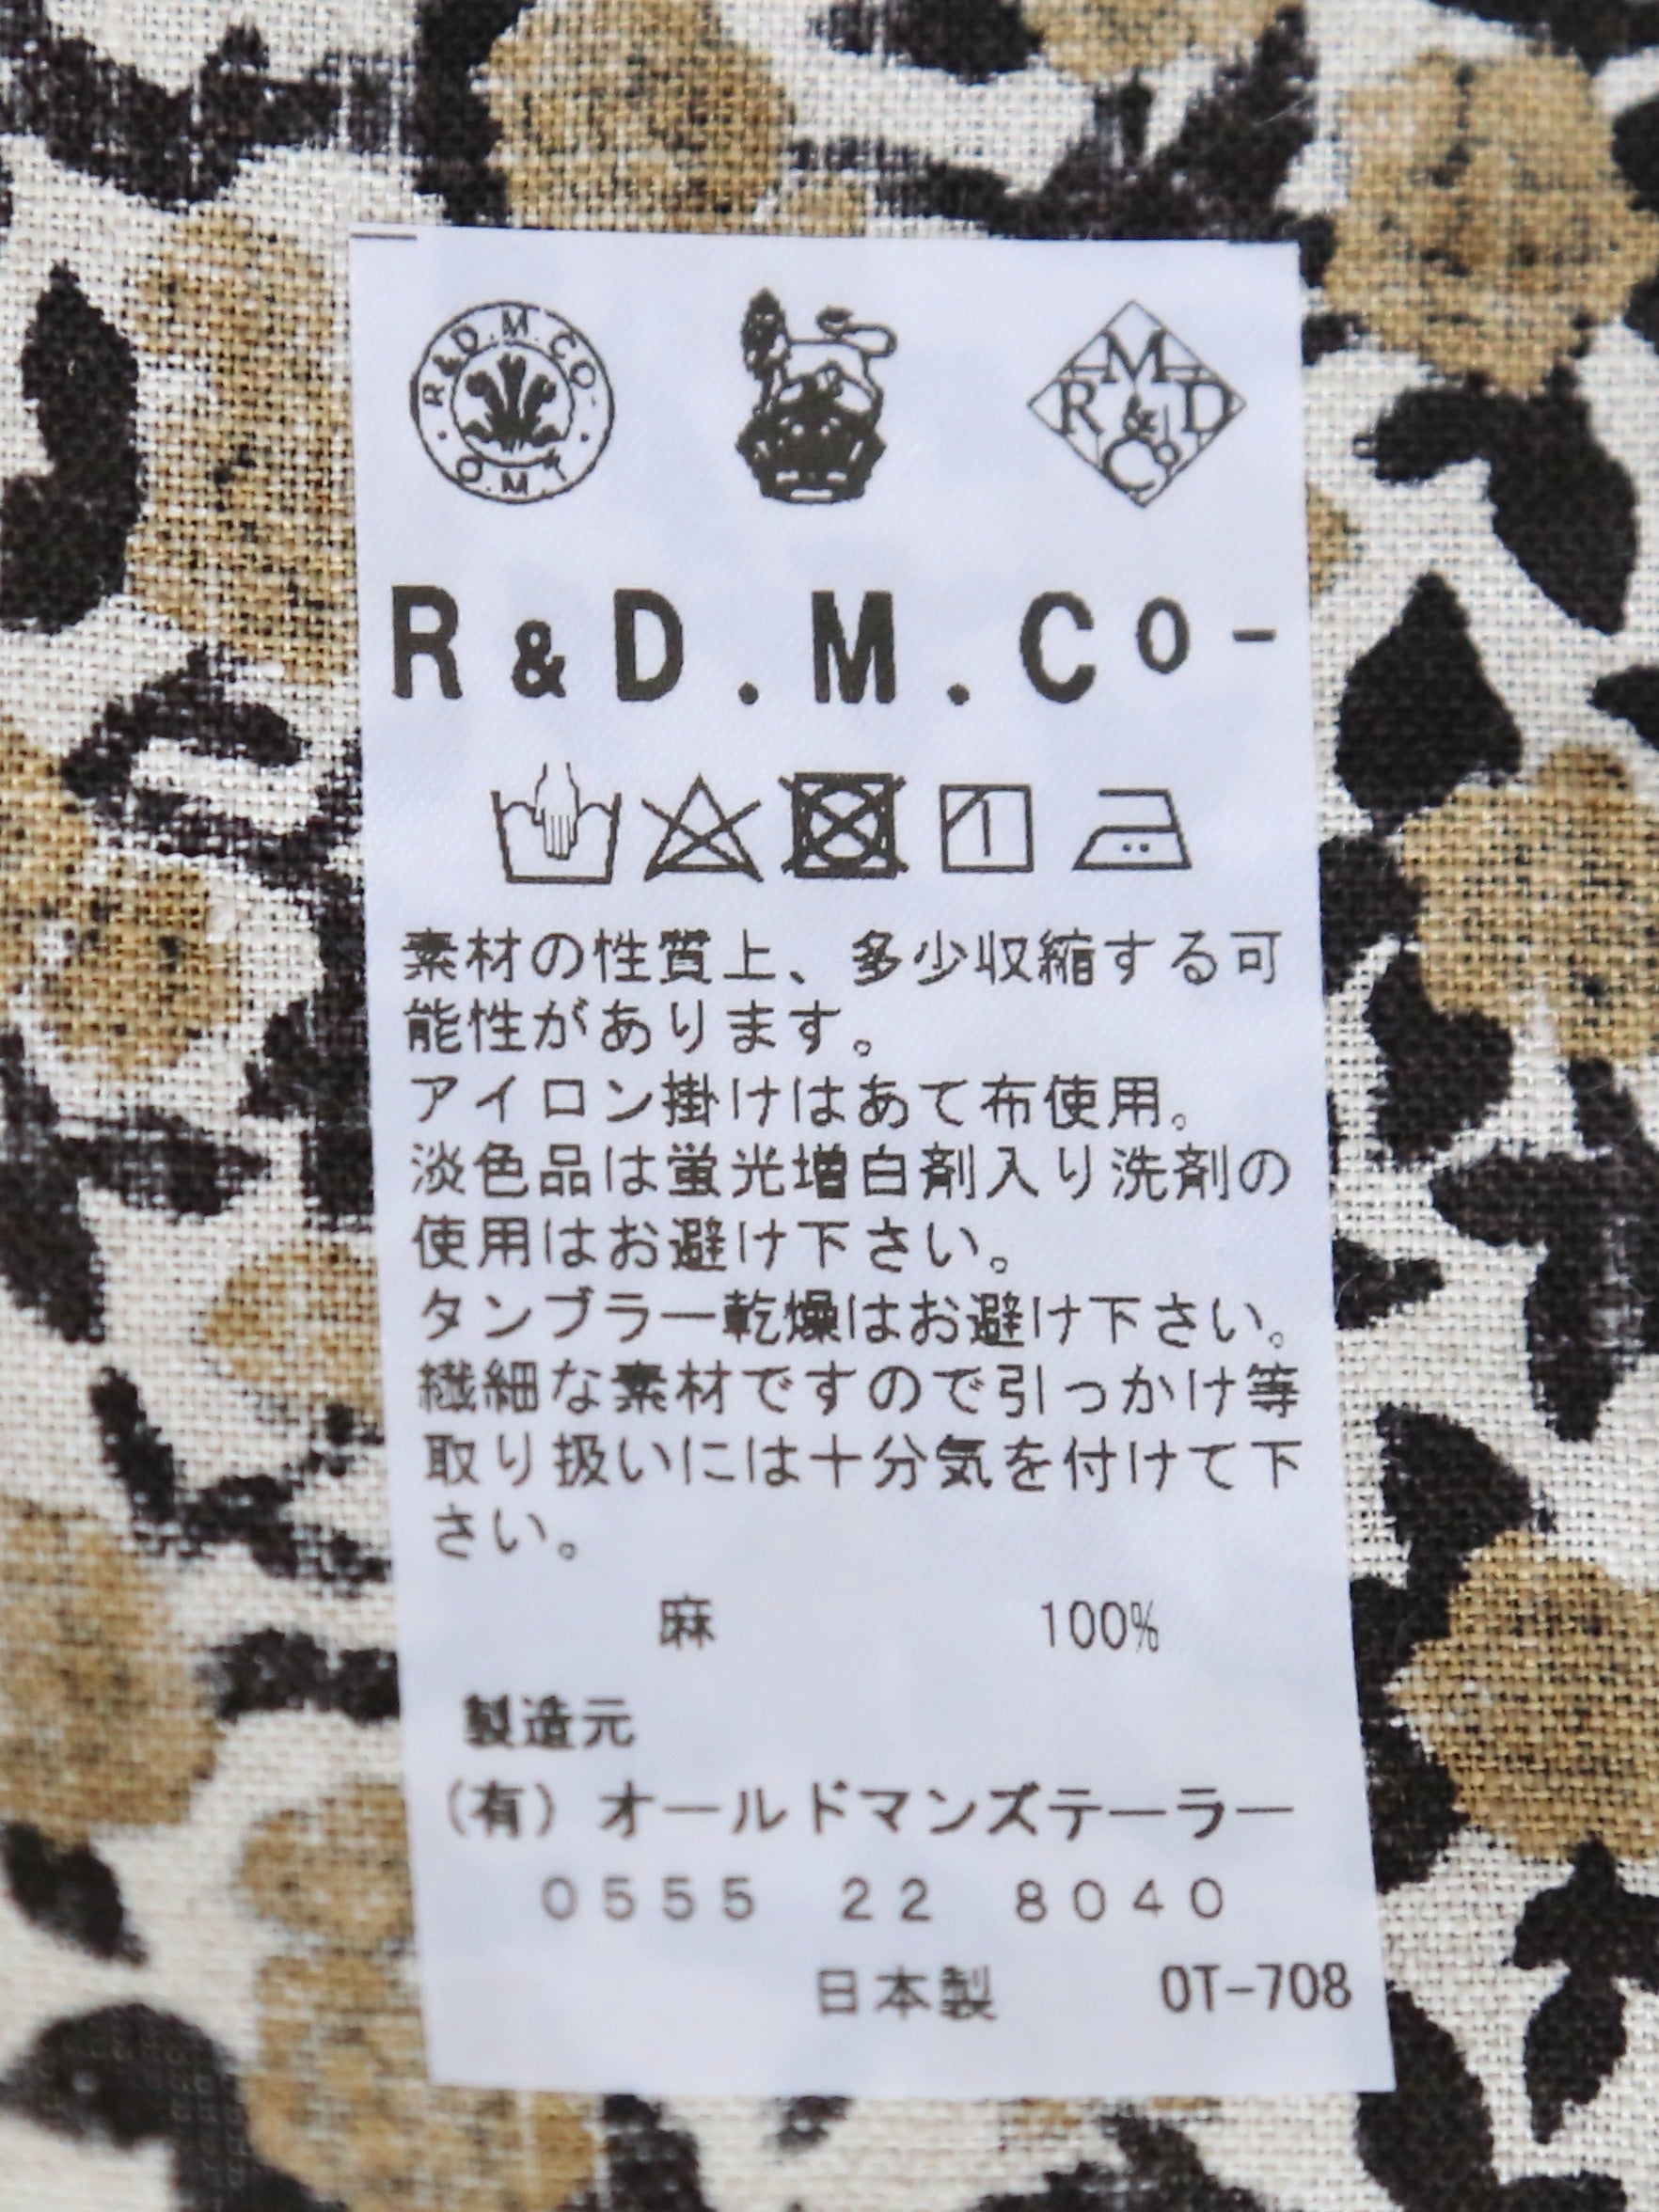 R&D.M.CO-
O.M.T
M
R & D
Co
R&D.M.Co-
素材の性質上、多少収縮する可
能性があります。
アイロン掛けはあて布使用。
淡色品は蛍光増白剤入り洗剤の
使用はお避け下さい。
タンブラー乾燥はお避け下さい。
繊細な素材ですので引っかけ等
取り扱いには十分気を付けて下
さい。
麻 100%
製造元
(有)オールドマンズテーラー
0555 22 8040
日本製 OT-708